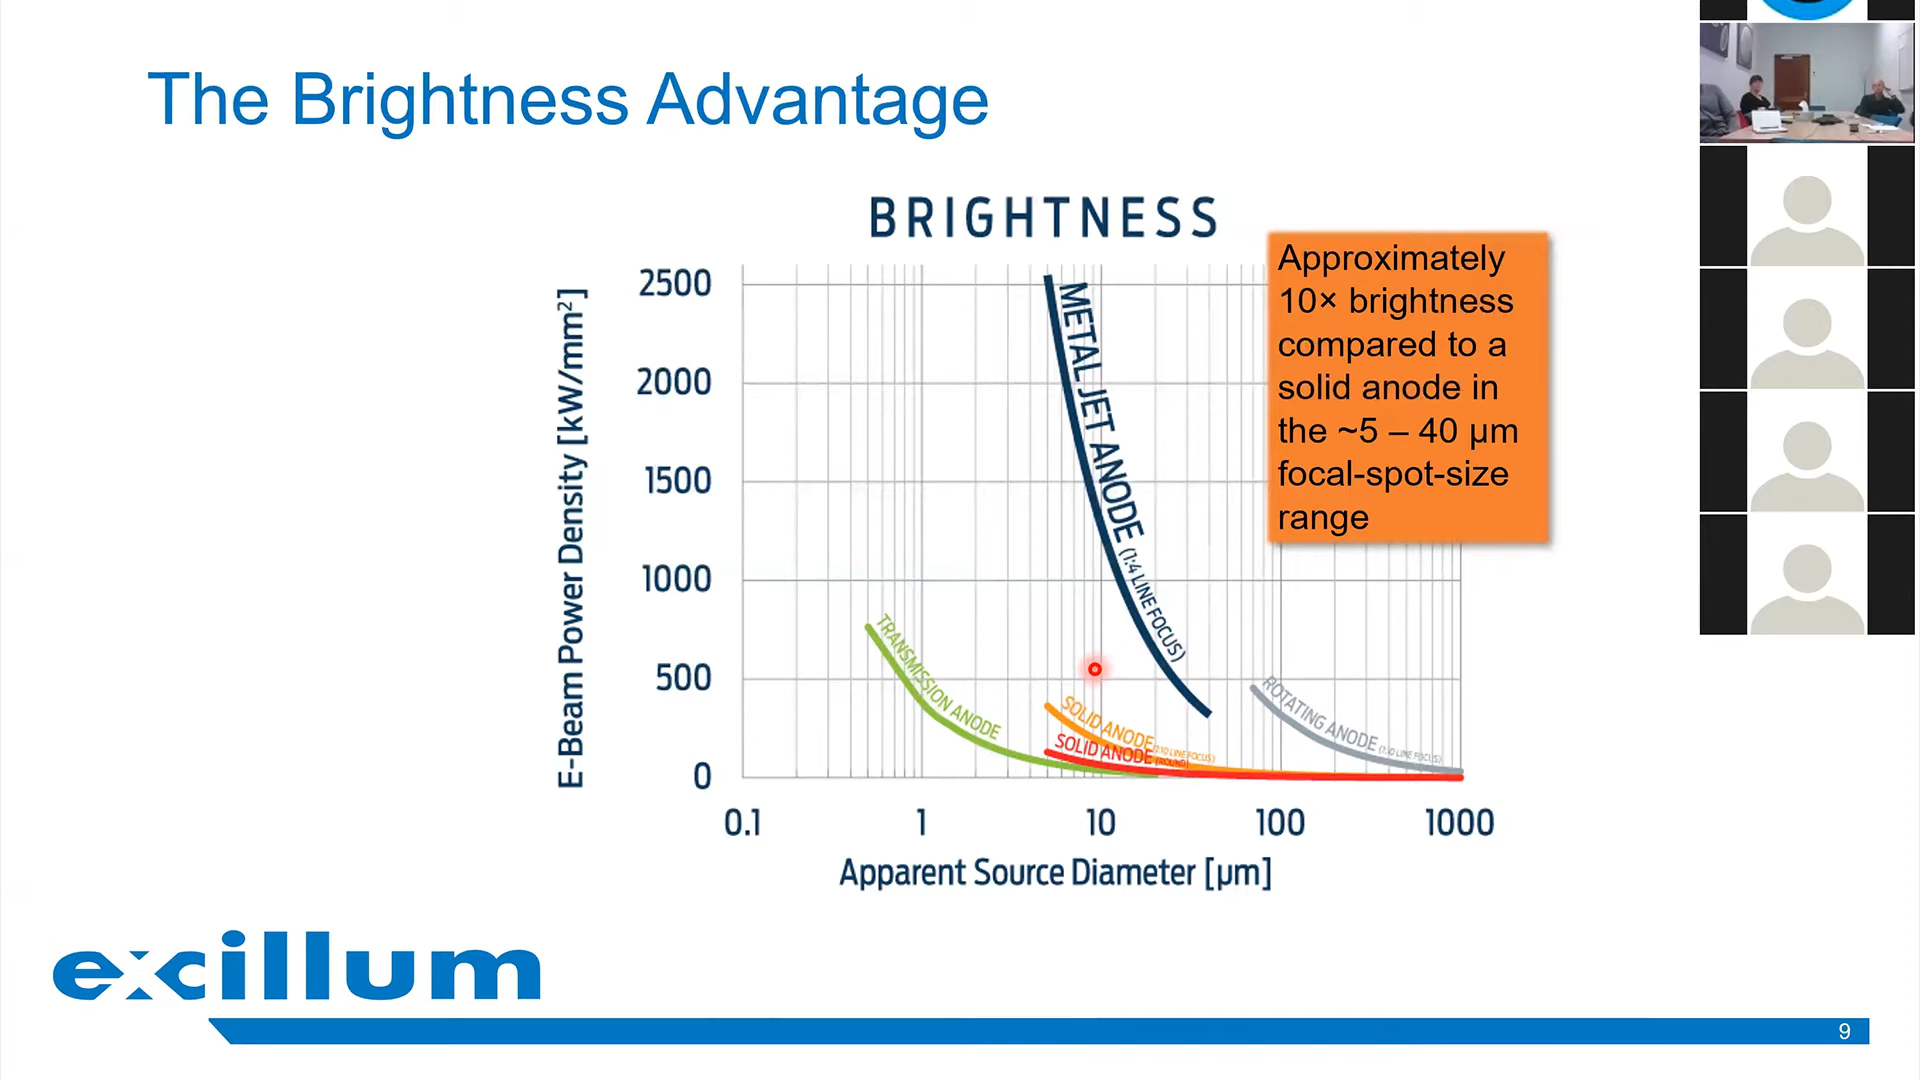 The Brightness Advantage
BRIGHTNESS
Approximately
10× brightness
compared to a
solid anode in
the ~5 – 40 µm
focal-spot-size
range
E-Beam Power Density [kW/mm²]
2500
2000
1500
1000
500
0
METAL JET ANODE (1:4 LINE FOCUS)
TRANSMISSION ANODE
SOLID ANODE (1:10 LINE FOCUS)
SOLID ANODE (ROUND)
ROTATING ANODE (1:10 LINE FOCUS)
0.1 1 10 100 1000
Apparent Source Diameter [µm]
excillum
9